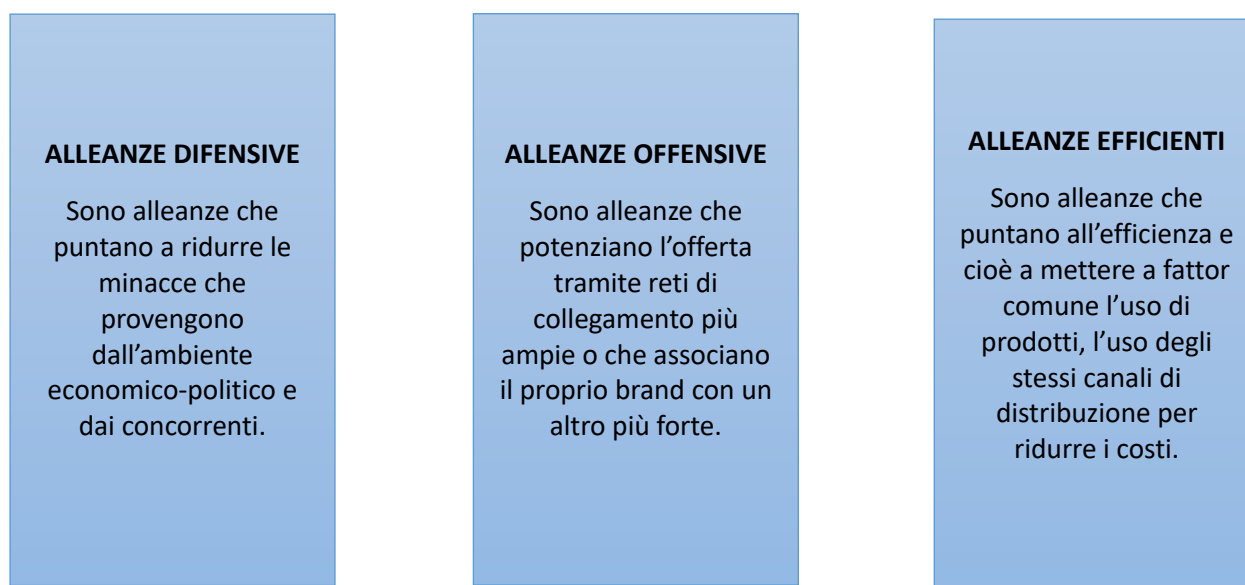 ALLEANZE DIFENSIVE
Sono alleanze che
puntano a ridurre le
minacce che
provengono
dall’ambiente
economico-politico e
dai concorrenti.
ALLEANZE OFFENSIVE
Sono alleanze che
potenziano l’offerta
tramite reti di
collegamento più
ampie o che associano
il proprio brand con un
altro più forte.
ALLEANZE EFFICIENTI
Sono alleanze che
puntano all’efficienza e
cioè a mettere a fattor
comune l’uso di
prodotti, l’uso degli
stessi canali di
distribuzione per
ridurre i costi.